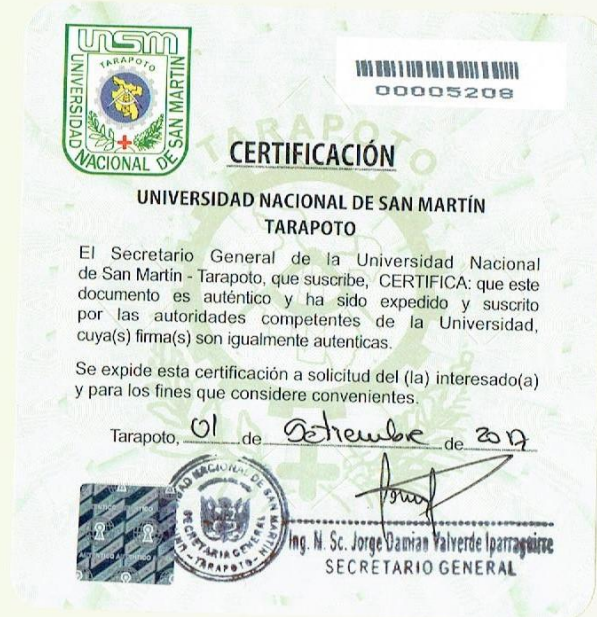 unsm
TARAPOTO
UNIVERSIDAD NACIONAL DE SAN MARTIN
00005208
TARAPOTO
CERTIFICACIÓN
UNIVERSIDAD NACIONAL DE SAN MARTÍN
TARAPOTO
El Secretario General de la Universidad Nacional
de San Martin - Tarapoto, que suscribe, CERTIFICA: que este
documento es auténtico y ha sido expedido y suscrito
por las autoridades competentes de la Universidad,
cuya(s) firma(s) son igualmente autenticas.
Se expide esta certificación a solicitud del (la) interesado(a)
y para los fines que considere convenientes.
Tarapoto, 01 de Setiembre de 2017
SECRETARIA GENERAL
- TARAPOTO -
Ing. N. Sc. Jorge Damian Valverde Iparraguirre
SECRETARIO GENERAL